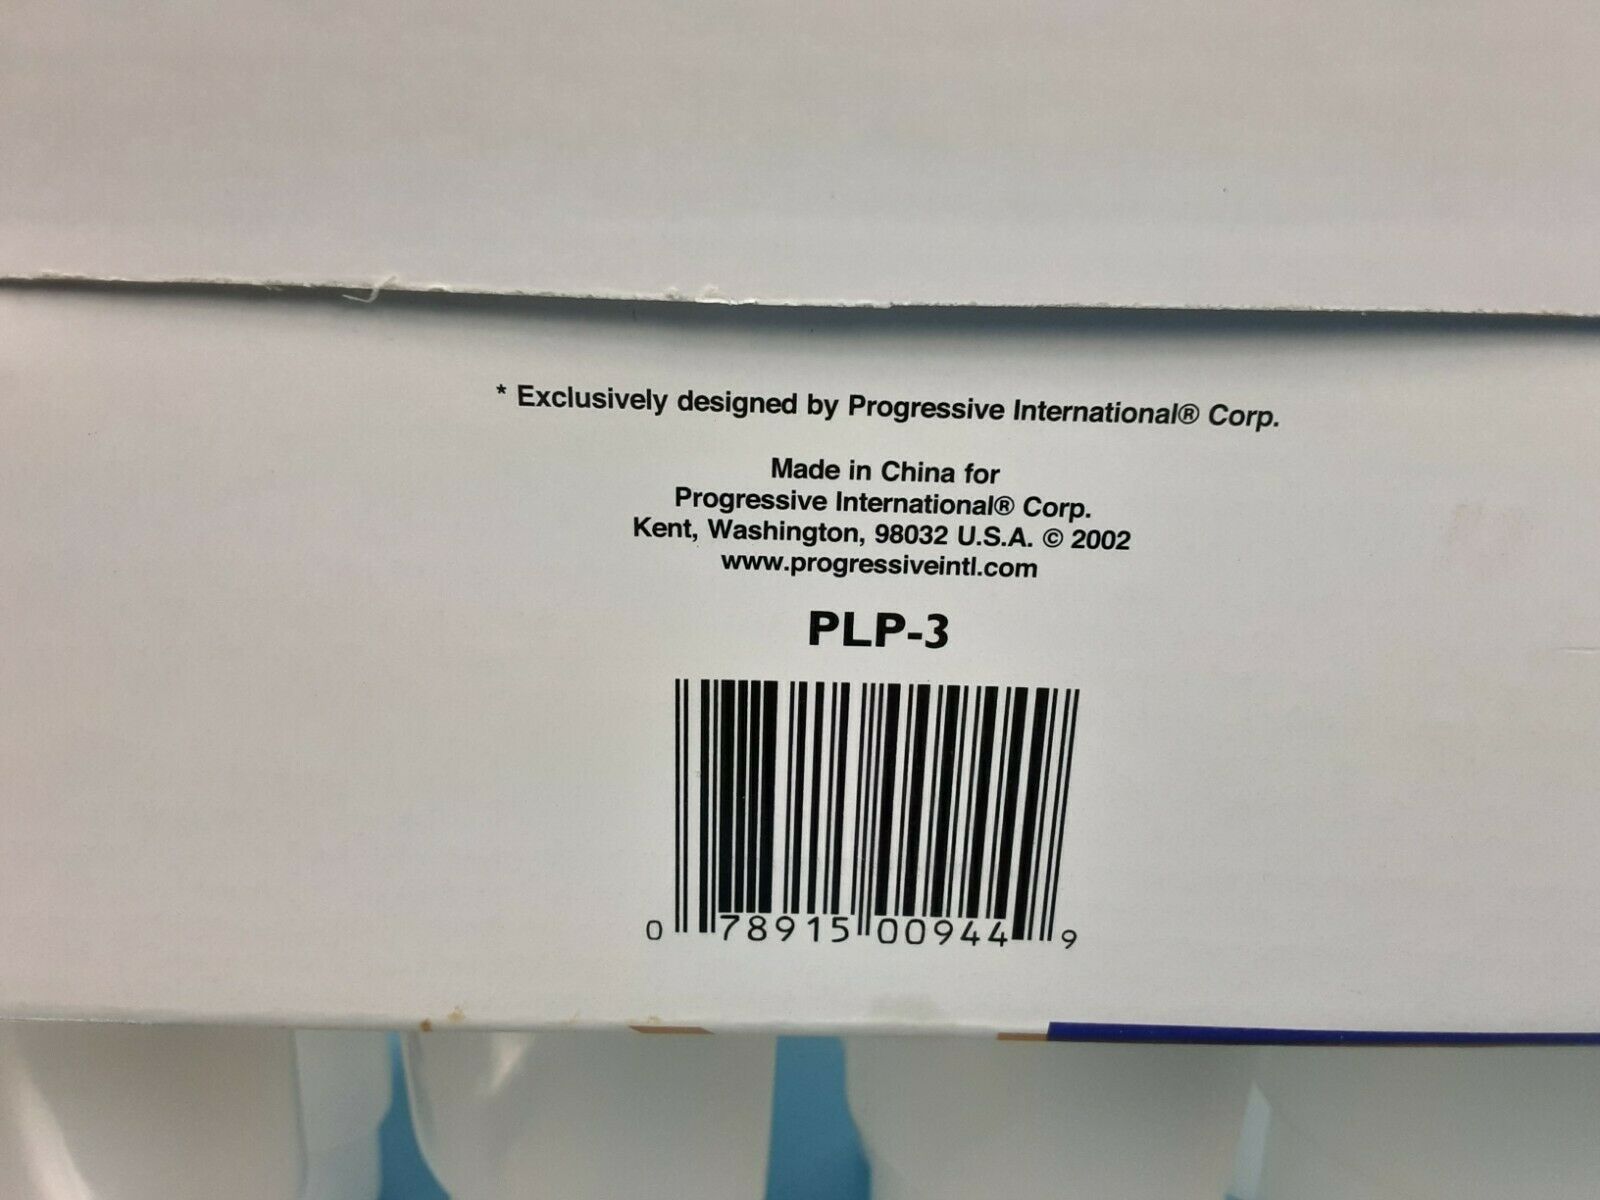 * Exclusively designed by Progressive International® Corp.
Made in China for
Progressive International® Corp.
Kent, Washington, 98032 U.S.A. © 2002
www.progressiveintl.com
PLP-3
0 78915 00944 9